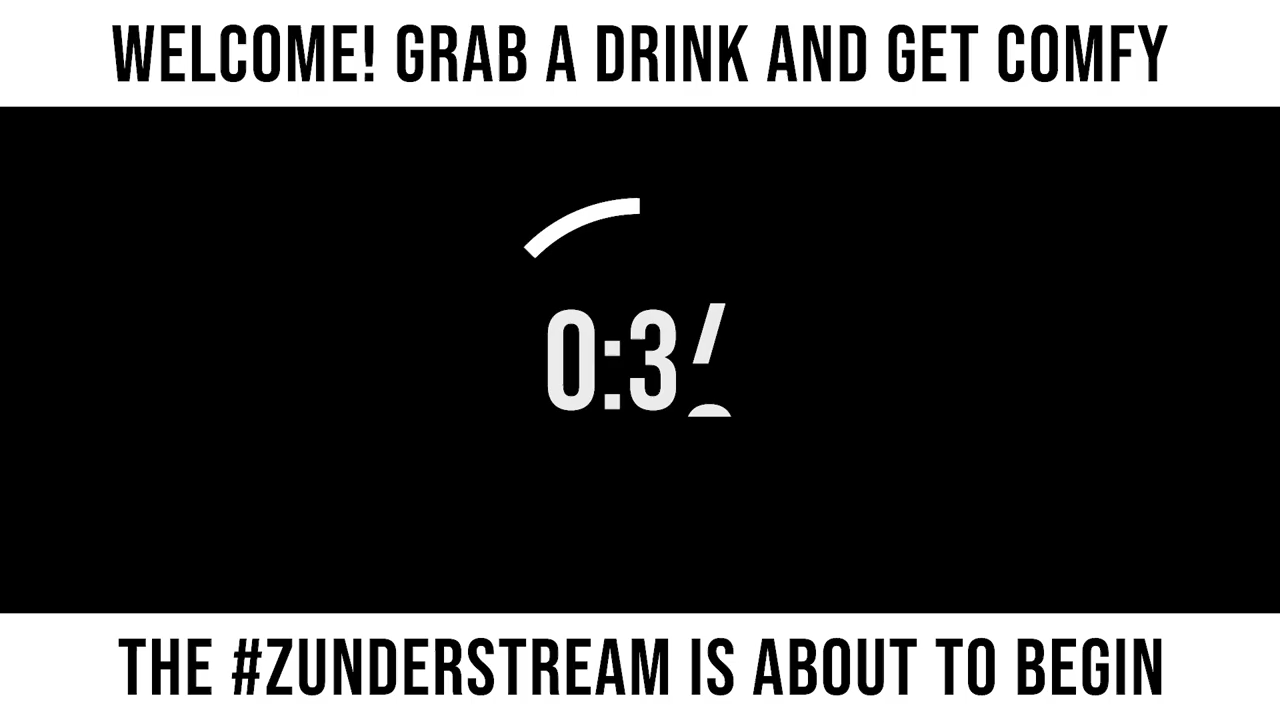 WELCOME! GRAB A DRINK AND GET COMFY
0:3
THE #ZUNDERSTREAM IS ABOUT TO BEGIN